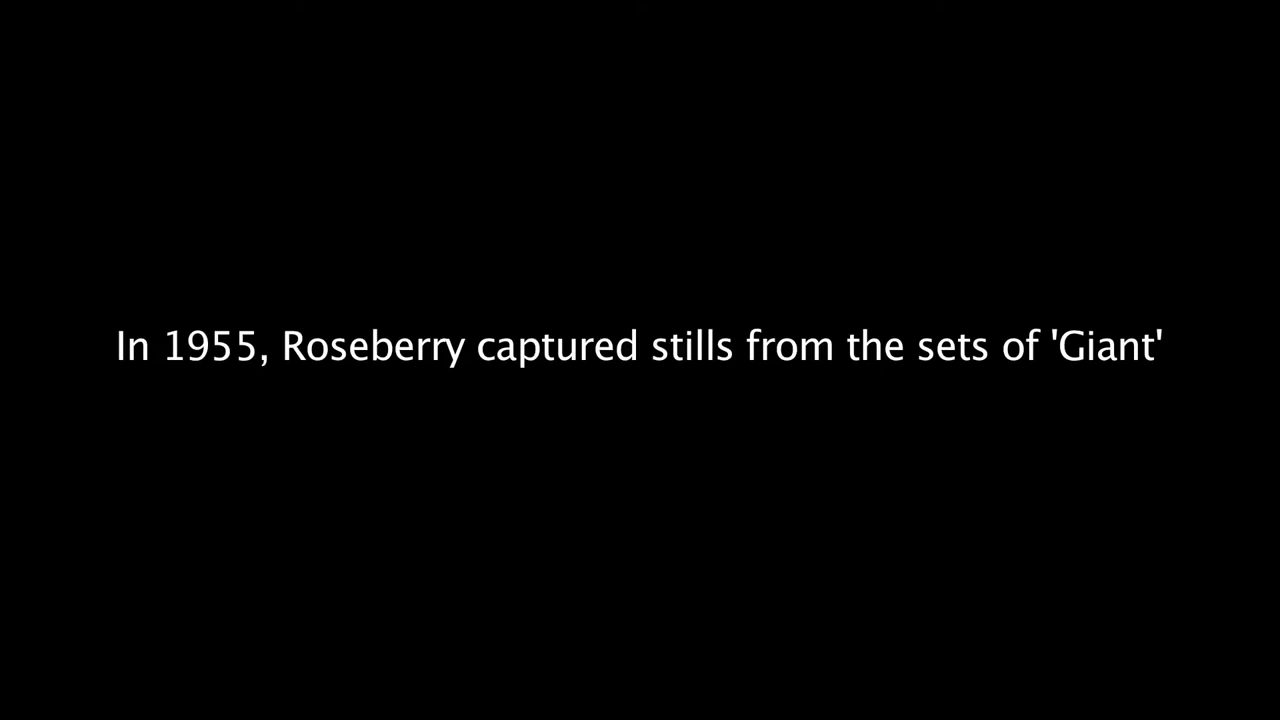 In 1955, Roseberry captured stills from the sets of 'Giant'